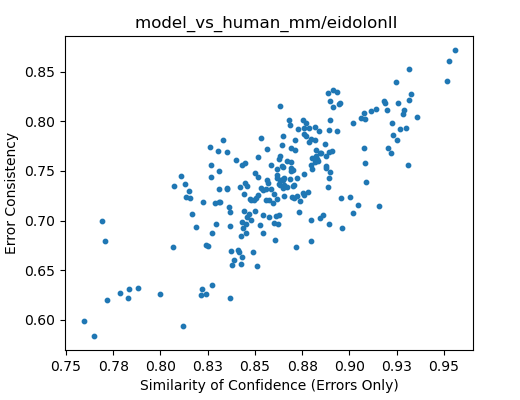 model_vs_human_mm/eidolonII
Error Consistency
0.85
0.80
0.75
0.70
0.65
0.60
0.75 0.78 0.80 0.83 0.85 0.88 0.90 0.93 0.95
Similarity of Confidence (Errors Only)